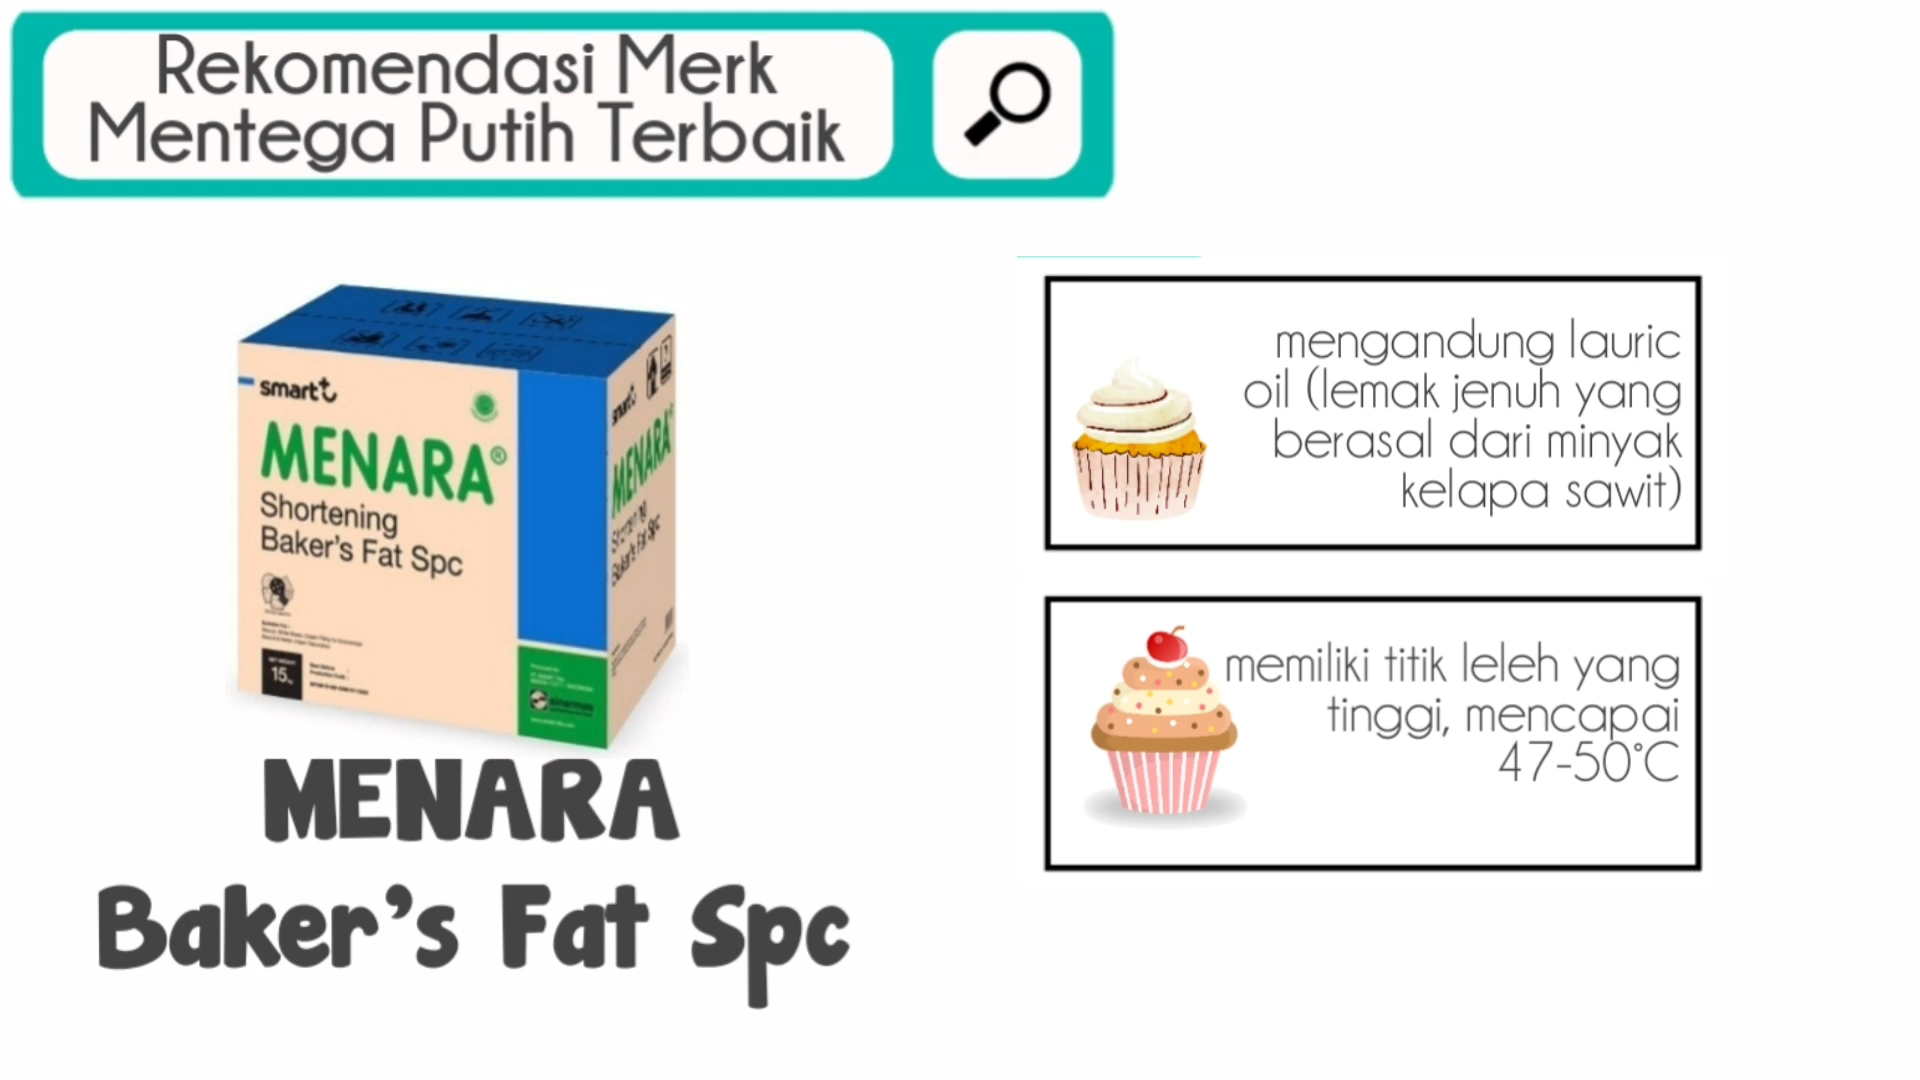 Rekomendasi Merk
Mentega Putih Terbaik
smart
MENARA®
Shortening
Baker's Fat Spc
15
smart
MENARA
Shortening
Baker's Fat Spc
MENARA
Baker's Fat Spc
mengandung lauric
oil (lemak jenuh yang
berasal dari minyak
kelapa sawit)
memiliki titik leleh yang
tinggi, mencapai
47-50°C